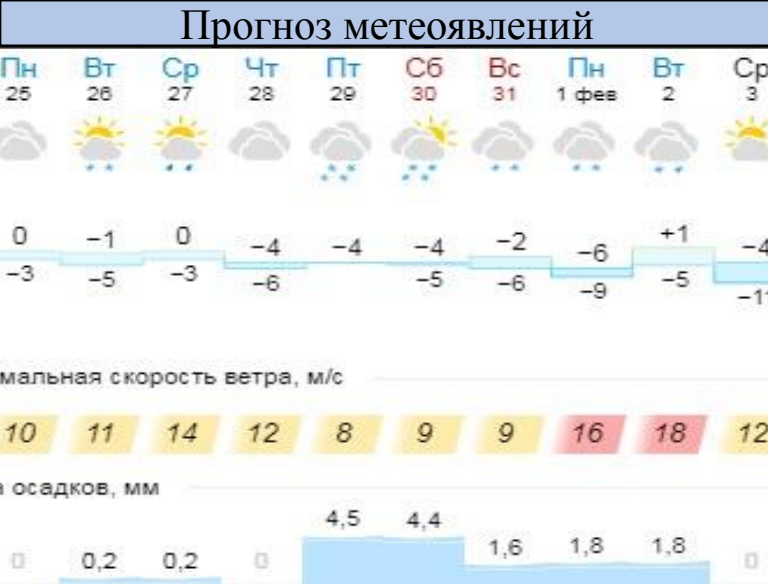 Прогноз метеоявлений
Пн Вт Ср Чт Пт Сб Вс Пн Вт Ср
25 26 27 28 29 30 31 1 фев 2 3
0 −1 0 −4 −4 −4 −2 −6 +1 −4
−3 −5 −3 −6 −5 −6 −9 −5 −11
мальная скорость ветра, м/с
10 11 14 12 8 9 9 16 18 12
а осадков, мм
0 0,2 0,2 0 4,5 4,4 1,6 1,8 1,8 0